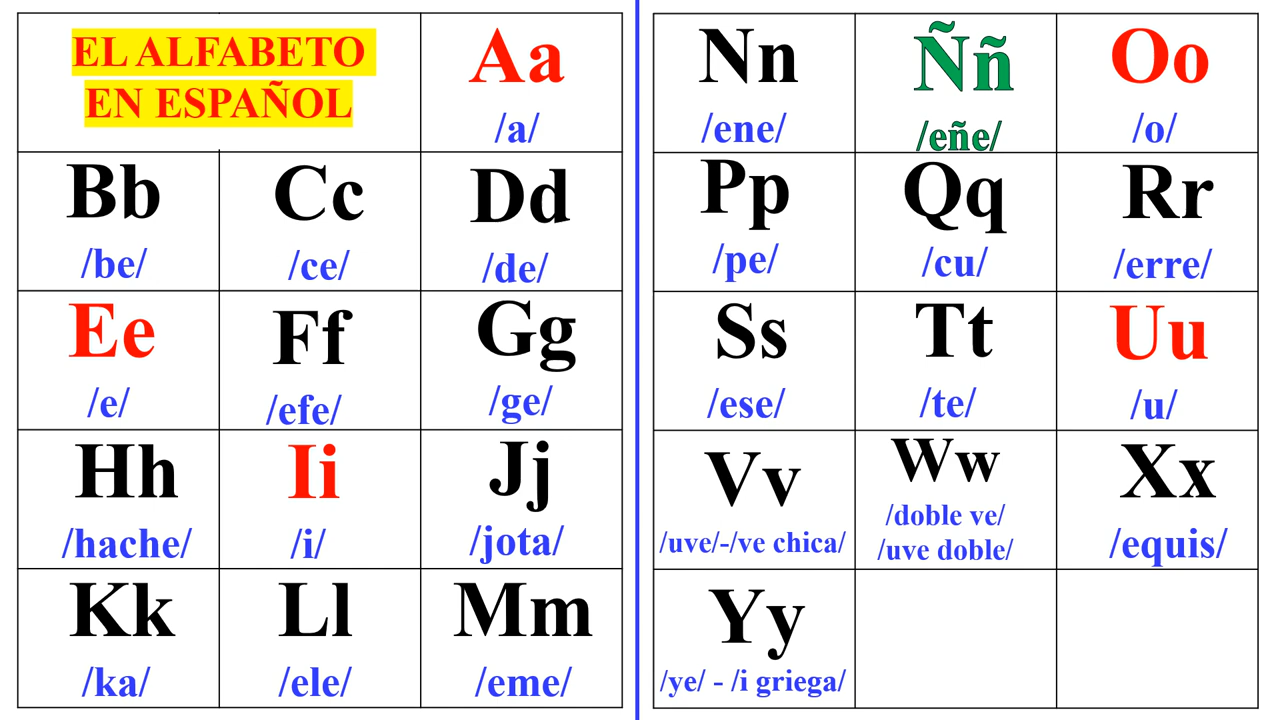 EL ALFABETO
EN ESPAÑOL
Aa
/a/
Bb
/be/
Cc
/ce/
Dd
/de/
Ee
/e/
Ff
/efe/
Gg
/ge/
Hh
/hache/
Ii
/i/
Jj
/jota/
Kk
/ka/
Ll
/ele/
Mm
/eme/
Nn
/ene/
Ññ
/eñe/
Oo
/o/
Pp
/pe/
Qq
/cu/
Rr
/erre/
Ss
/ese/
Tt
/te/
Uu
/u/
Vv
/uve/-/ve chica/
Ww
/doble ve/
/uve doble/
Xx
/equis/
Yy
/ye/ - /i griega/